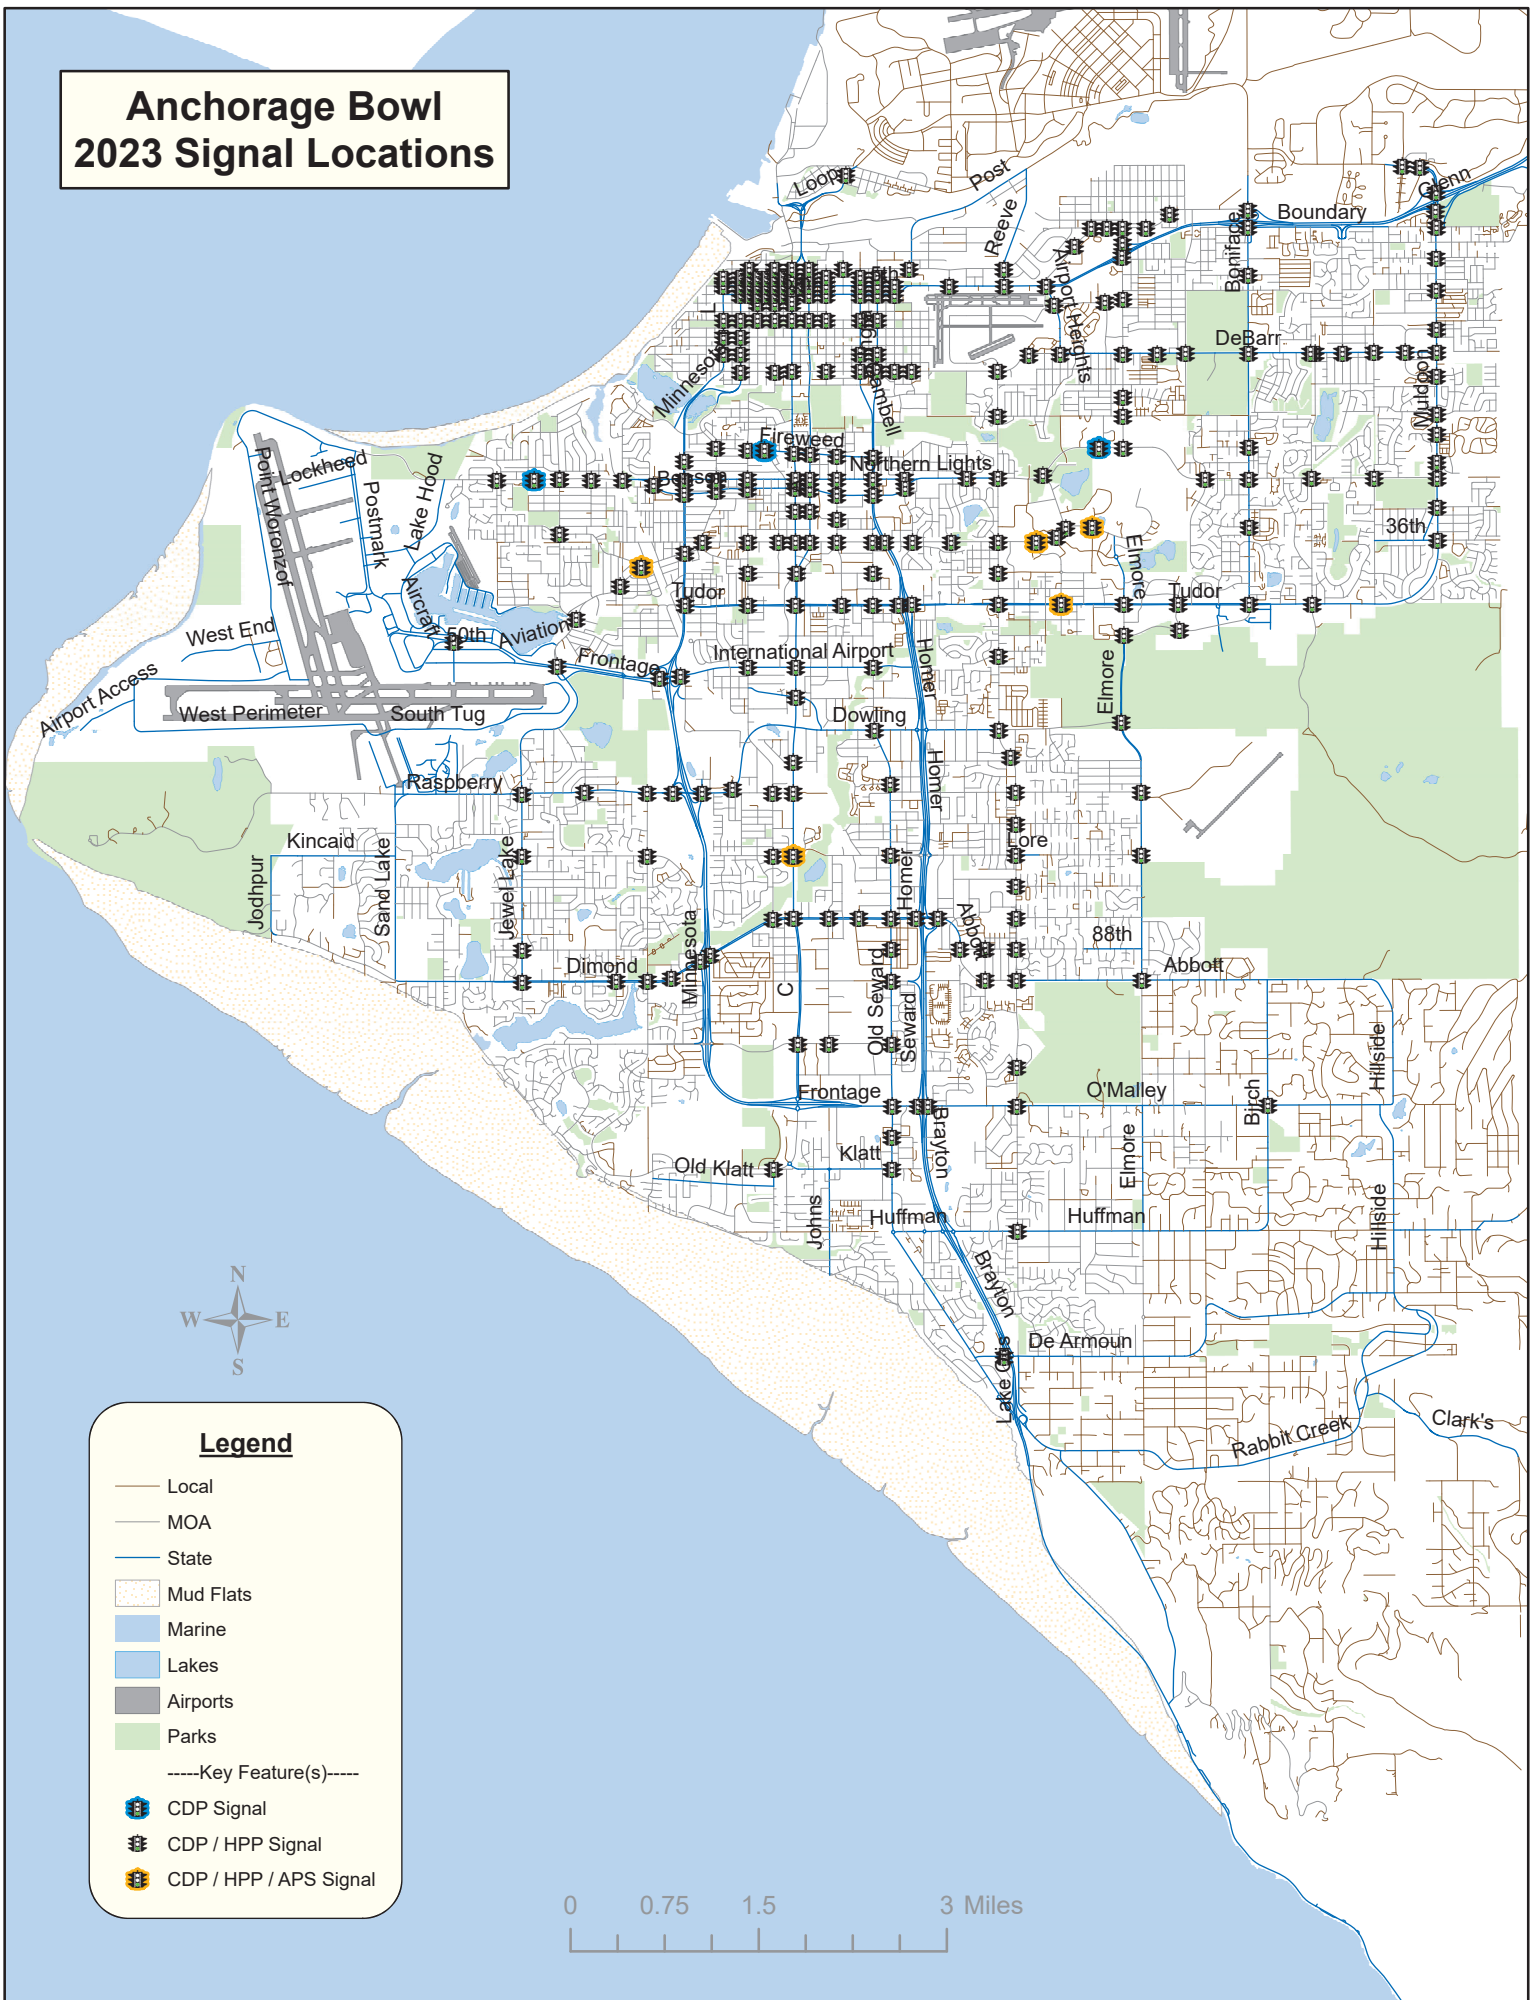 Anchorage Bowl
2023 Signal Locations
Loop
Post
Reeve
Glenn
Boundary
Boniface
5th
Airport Heights
L
DeBarr
Minnesota
Gambell
Muldoon
Fireweed
Northern Lights
Benson
Lockheed
Point Woronzof
Postmark
Lake Hood
36th
Elmore
Aircraft
Tudor
Tudor
West End
50th
Aviation
Frontage
International Airport
Homer
Airport Access
West Perimeter
South Tug
Elmore
Dowling
Homer
Raspberry
Kincaid
Lore
Jodhpur
Sand Lake
Jewel Lake
Homer
Abbott
88th
Minnesota
Dimond
Abbott
C
Old Seward
Seward
Hillside
Frontage
O'Malley
Birch
Brayton
Elmore
Old Klatt
Klatt
Johns
Huffman
Huffman
Hillside
Brayton
De Armoun
Lake Otis
Rabbit Creek
Clark's
N
W
E
S
Legend
Local
MOA
State
Mud Flats
Marine
Lakes
Airports
Parks
-----Key Feature(s)-----
CDP Signal
CDP / HPP Signal
CDP / HPP / APS Signal
0 0.75 1.5 3 Miles